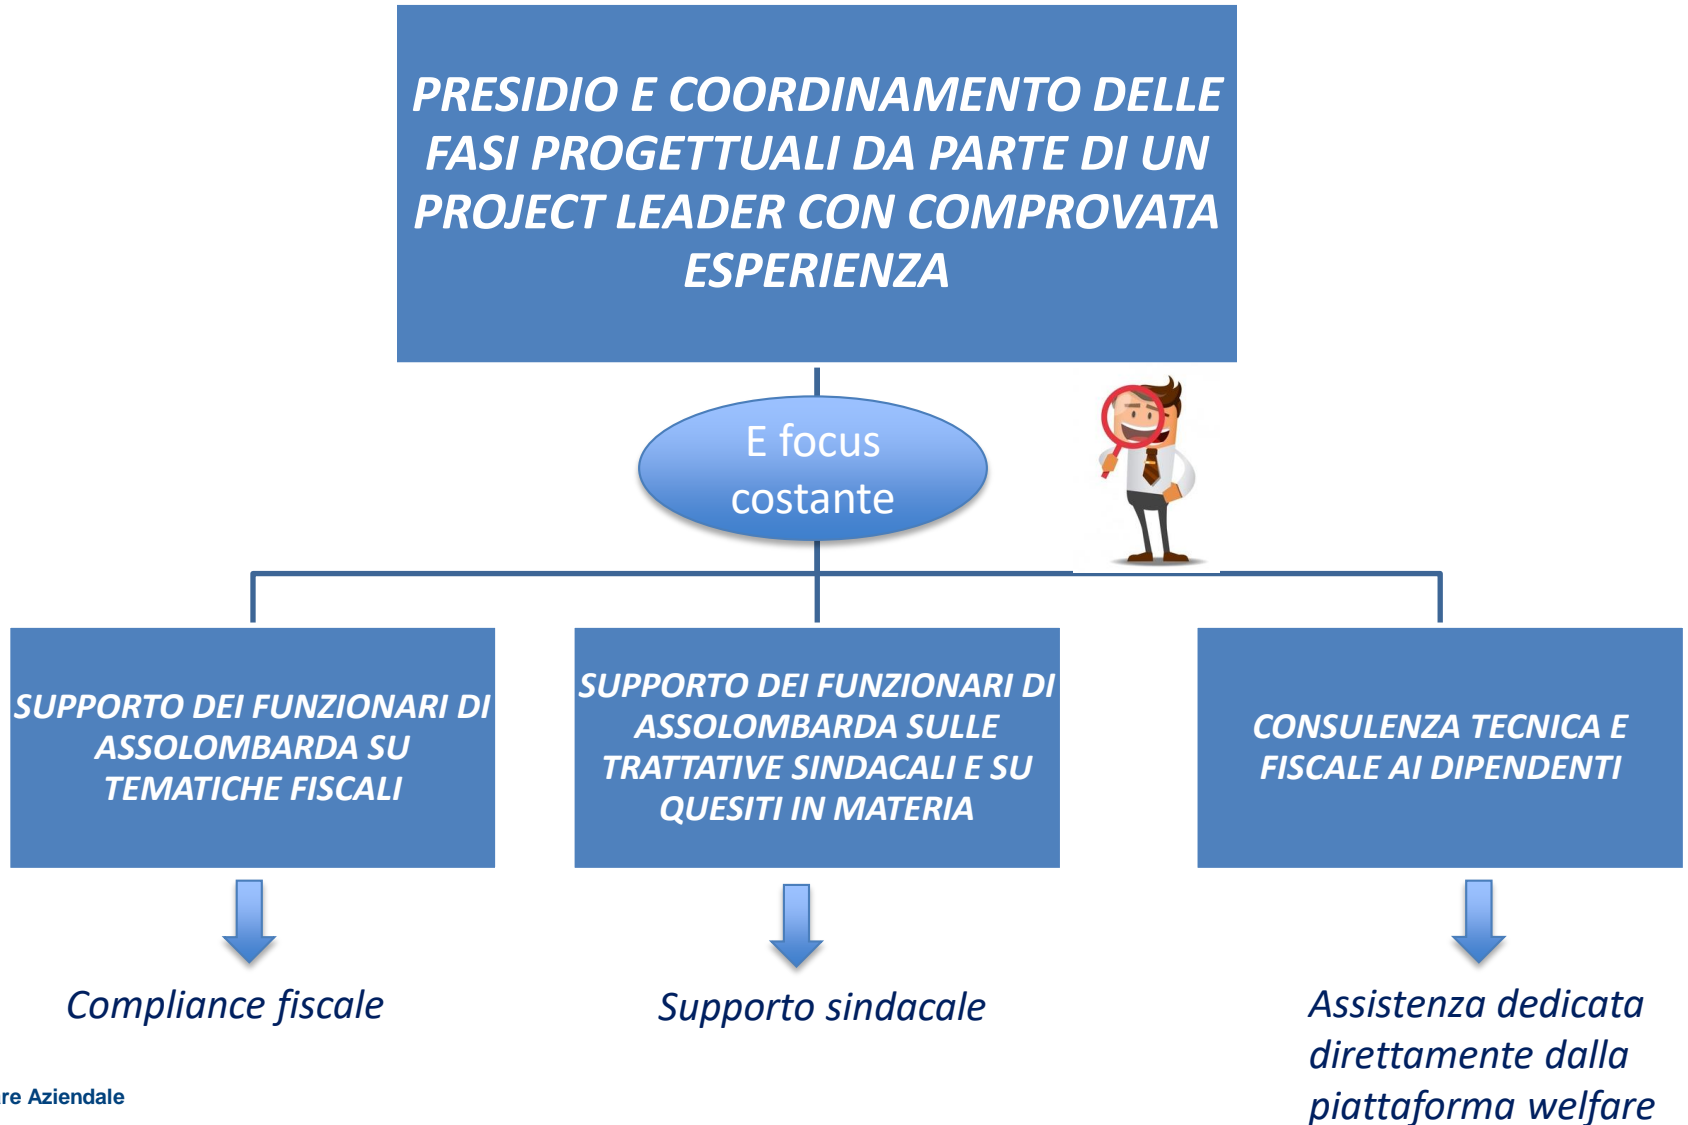 PRESIDIO E COORDINAMENTO DELLE
FASI PROGETTUALI DA PARTE DI UN
PROJECT LEADER CON COMPROVATA
ESPERIENZA
E focus
costante
SUPPORTO DEI FUNZIONARI DI
ASSOLOMBARDA SU
TEMATICHE FISCALI
SUPPORTO DEI FUNZIONARI DI
ASSOLOMBARDA SULLE
TRATTATIVE SINDACALI E SU
QUESITI IN MATERIA
CONSULENZA TECNICA E
FISCALE AI DIPENDENTI
Compliance fiscale
Supporto sindacale
Assistenza dedicata
direttamente dalla
piattaforma welfare
Aziendale